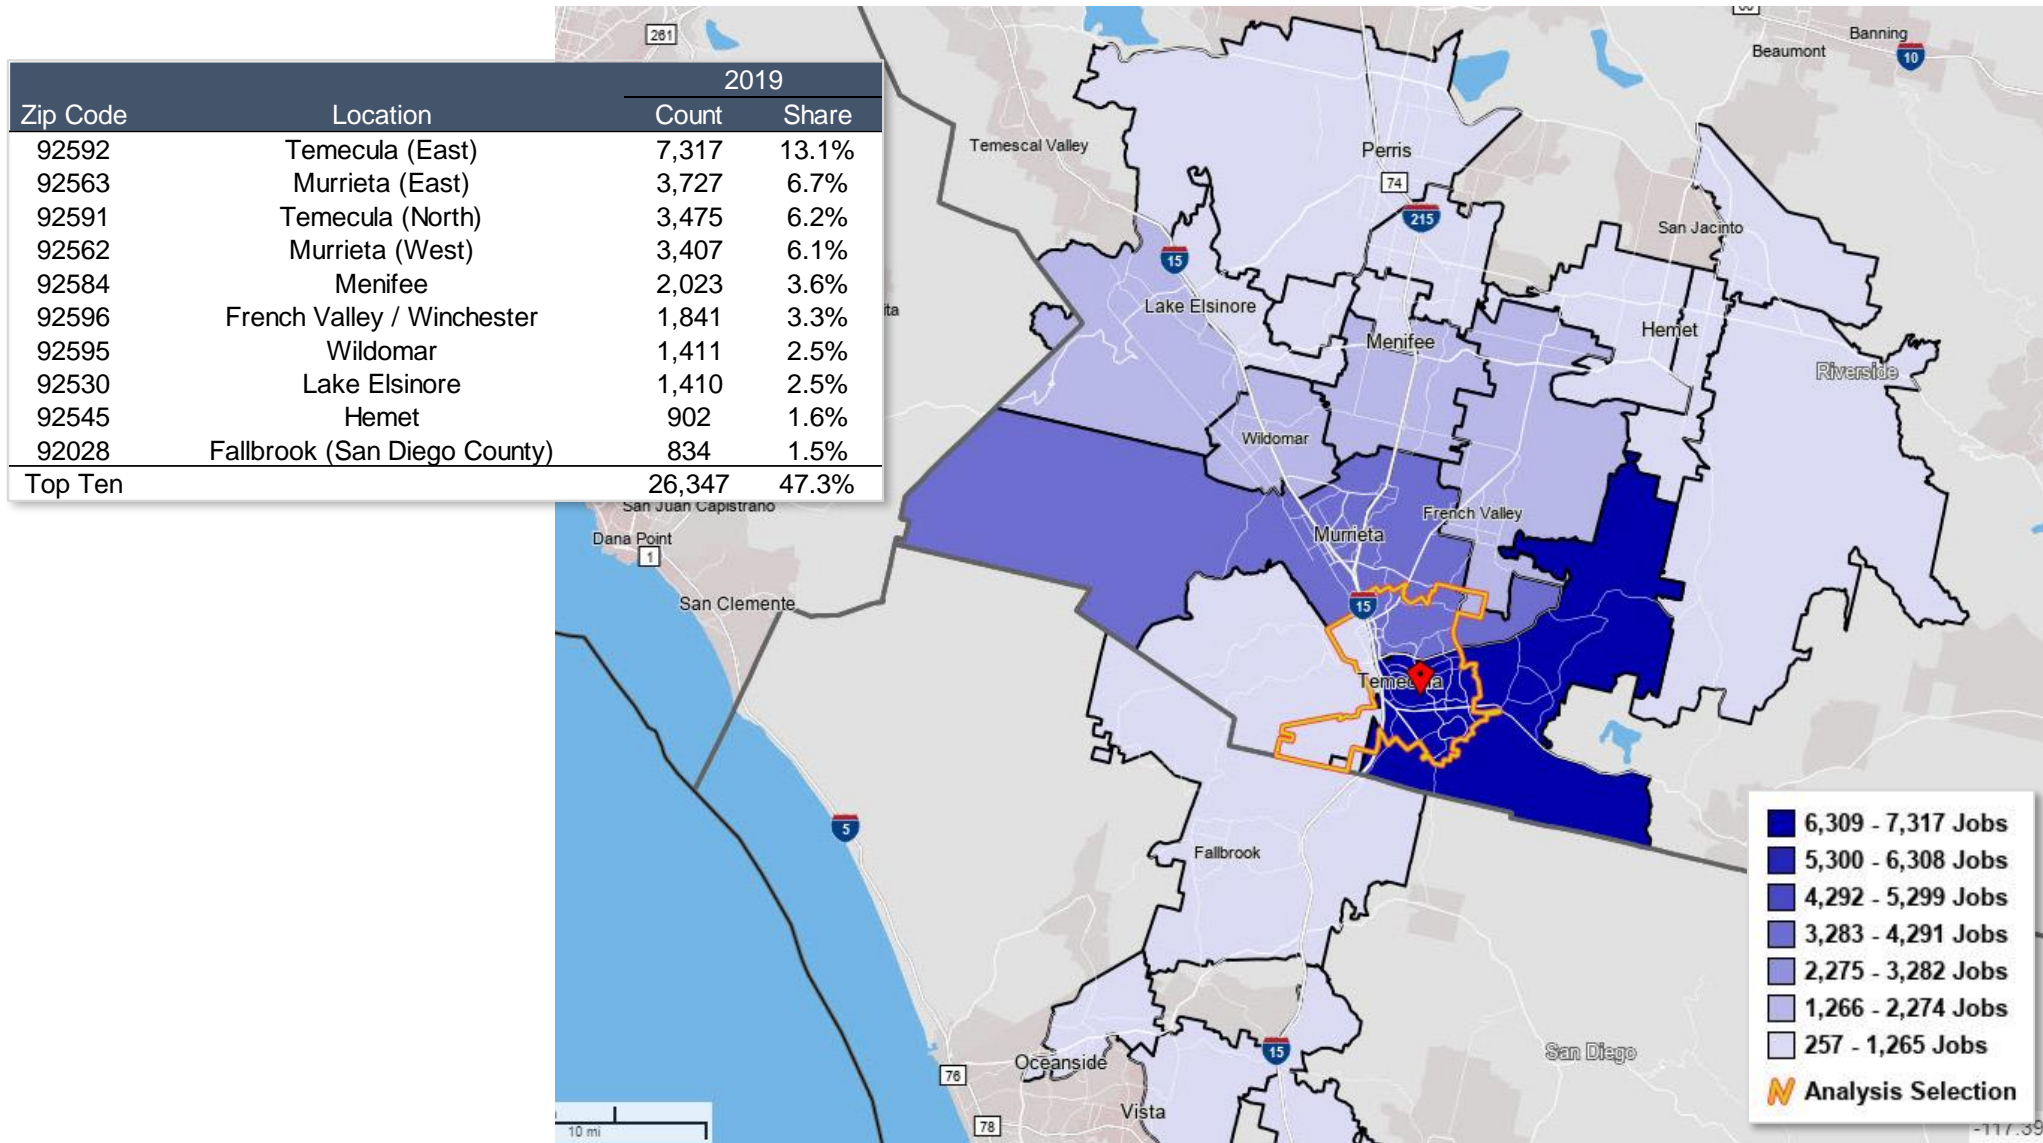 2019
Zip Code Location Count Share
92592 Temecula (East) 7,317 13.1%
92563 Murrieta (East) 3,727 6.7%
92591 Temecula (North) 3,475 6.2%
92562 Murrieta (West) 3,407 6.1%
92584 Menifee 2,023 3.6%
92596 French Valley / Winchester 1,841 3.3%
92595 Wildomar 1,411 2.5%
92530 Lake Elsinore 1,410 2.5%
92545 Hemet 902 1.6%
92028 Fallbrook (San Diego County) 834 1.5%
Top Ten 26,347 47.3%
261
Banning
Beaumont
10
Temescal Valley
Perris
74
215
San Jacinto
15
ita
Lake Elsinore
Menifee
Hemet
Riverside
Wildomar
San Juan Capistrano
French Valley
Murrieta
Dana Point
1
San Clemente
15
Temecula
5
Fallbrook
Oceanside
15
San Diego
76
Vista
78
10 mi
6,309 - 7,317 Jobs
5,300 - 6,308 Jobs
4,292 - 5,299 Jobs
3,283 - 4,291 Jobs
2,275 - 3,282 Jobs
1,266 - 2,274 Jobs
257 - 1,265 Jobs
Analysis Selection
-117.39